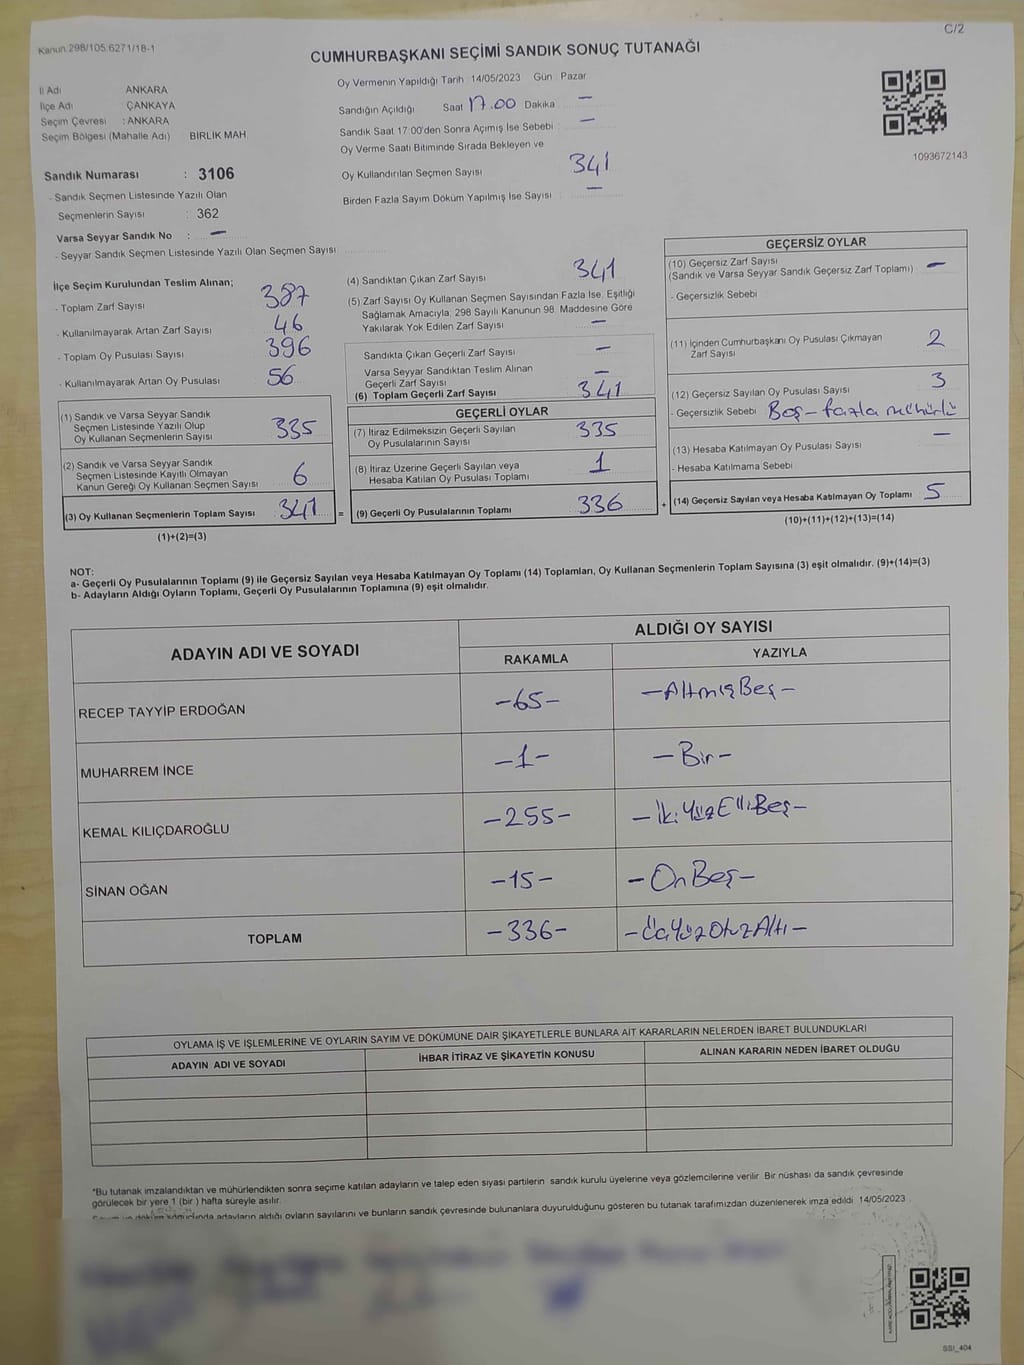 Kanun:298/105;6271/18-1
C/2
CUMHURBAŞKANI SEÇİMİ SANDIK SONUÇ TUTANAĞI
İl Adı ANKARA
İlçe Adı ÇANKAYA
Seçim Çevresi : ANKARA
Seçim Bölgesi (Mahalle Adı) BİRLİK MAH.
Sandık Numarası : 3106
- Sandık Seçmen Listesinde Yazılı Olan
Seçmenlerin Sayısı : 362
Varsa Seyyar Sandık No : —
- Seyyar Sandık Seçmen Listesinde Yazılı Olan Seçmen Sayısı
Oy Vermenin Yapıldığı Tarih 14/05/2023 Gün : Pazar
Sandığın Açıldığı Saat 17.00 Dakika —
Sandık Saat 17:00'den Sonra Açılmış İse Sebebi : —
Oy Verme Saati Bitiminde Sırada Bekleyen ve
Oy Kullandırılan Seçmen Sayısı 341
Birden Fazla Sayım Döküm Yapılmış İse Sayısı —
1093672143
İlçe Seçim Kurulundan Teslim Alınan;
- Toplam Zarf Sayısı 387
- Kullanılmayarak Artan Zarf Sayısı 46
- Toplam Oy Pusulası Sayısı 396
- Kullanılmayarak Artan Oy Pusulası 56
(1) Sandık ve Varsa Seyyar Sandık
Seçmen Listesinde Yazılı Olup
Oy Kullanan Seçmenlerin Sayısı 335
(2) Sandık ve Varsa Seyyar Sandık
Seçmen Listesinde Kayıtlı Olmayan
Kanun Gereği Oy Kullanan Seçmen Sayısı 6
(3) Oy Kullanan Seçmenlerin Toplam Sayısı 341
(1)+(2)=(3)
(4) Sandıktan Çıkan Zarf Sayısı 341
(5) Zarf Sayısı Oy Kullanan Seçmen Sayısından Fazla İse, Eşitliği
Sağlamak Amacıyla, 298 Sayılı Kanunun 98. Maddesine Göre
Yakılarak Yok Edilen Zarf Sayısı —
Sandıkta Çıkan Geçerli Zarf Sayısı —
Varsa Seyyar Sandıktan Teslim Alınan
Geçerli Zarf Sayısı —
(6) Toplam Geçerli Zarf Sayısı 341
GEÇERLİ OYLAR
(7) İtiraz Edilmeksizin Geçerli Sayılan
Oy Pusulalarının Sayısı 335
(8) İtiraz Üzerine Geçerli Sayılan veya
Hesaba Katılan Oy Pusulası Toplamı 1
= (9) Geçerli Oy Pusulalarının Toplamı 336 +
GEÇERSİZ OYLAR
(10) Geçersiz Zarf Sayısı
(Sandık ve Varsa Seyyar Sandık Geçersiz Zarf Toplamı) —
- Geçersizlik Sebebi
(11) İçinden Cumhurbaşkanı Oy Pusulası Çıkmayan
Zarf Sayısı 2
(12) Geçersiz Sayılan Oy Pusulası Sayısı 3
- Geçersizlik Sebebi Boş - fazla mühürlü
(13) Hesaba Katılmayan Oy Pusulası Sayısı —
- Hesaba Katılmama Sebebi
(14) Geçersiz Sayılan veya Hesaba Katılmayan Oy Toplamı 5
(10)+(11)+(12)+(13)=(14)
NOT:
a- Geçerli Oy Pusulalarının Toplamı (9) ile Geçersiz Sayılan veya Hesaba Katılmayan Oy Toplamı (14) Toplamları, Oy Kullanan Seçmenlerin Toplam Sayısına (3) eşit olmalıdır. (9)+(14)=(3)
b- Adayların Aldığı Oyların Toplamı, Geçerli Oy Pusulalarının Toplamına (9) eşit olmalıdır.
ADAYIN ADI VE SOYADI ALDIĞI OY SAYISI
RAKAMLA YAZIYLA
RECEP TAYYİP ERDOĞAN -65- -AltmışBeş-
MUHARREM İNCE -1- -Bir-
KEMAL KILIÇDAROĞLU -255- -İkiYüzElliBeş-
SİNAN OĞAN -15- -OnBeş-
TOPLAM -336- -ÜçYüzOtuzAltı-
OYLAMA İŞ VE İŞLEMLERİNE VE OYLARIN SAYIM VE DÖKÜMÜNE DAİR ŞİKAYETLERLE BUNLARA AİT KARARLARIN NELERDEN İBARET BULUNDUKLARI
ADAYIN ADI VE SOYADI İHBAR İTİRAZ VE ŞİKAYETİN KONUSU ALINAN KARARIN NEDEN İBARET OLDUĞU
*Bu tutanak imzalandıktan ve mühürlendikten sonra seçime katılan adayların ve talep eden siyasi partilerin sandık kurulu üyelerine veya gözlemcilerine verilir. Bir nüshası da sandık çevresinde
görülecek bir yere 1 (bir) hafta süreyle asılır.
Sayım ve döküm sonucunda adayların aldığı oyların sayılarını ve bunların sandık çevresinde bulunanlara duyurulduğunu gösteren bu tutanak tarafımızdan düzenlenerek imza edildi. 14/05/2023
SSI_404